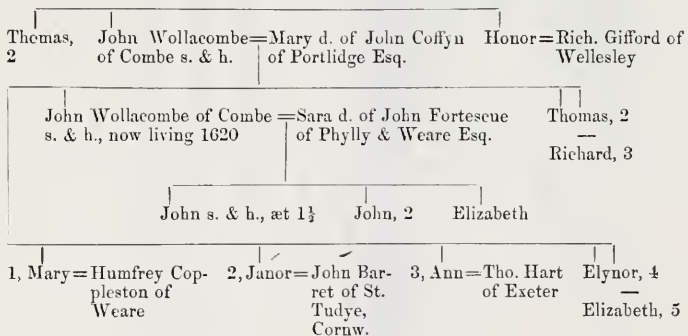 Thomas, John Wollacombe=Mary d. of John Coffyn Honor=Rich. Gifford of
2 of Combe s. & h. of Portlidge Esq. Wellesley
John Wollacombe of Combe=Sara d. of John Fortescue Thomas, 2
s. & h., now living 1620 of Phylly & Weare Esq. —
Richard, 3
John s. & h., æt 1½ John, 2 Elizabeth
1, Mary=Humfrey Cop- 2, Janor=John Bar- 3, Ann=Tho. Hart Elynor, 4
pleston of ret of St. of Exeter —
Weare Tudye, Elizabeth, 5
Cornw.